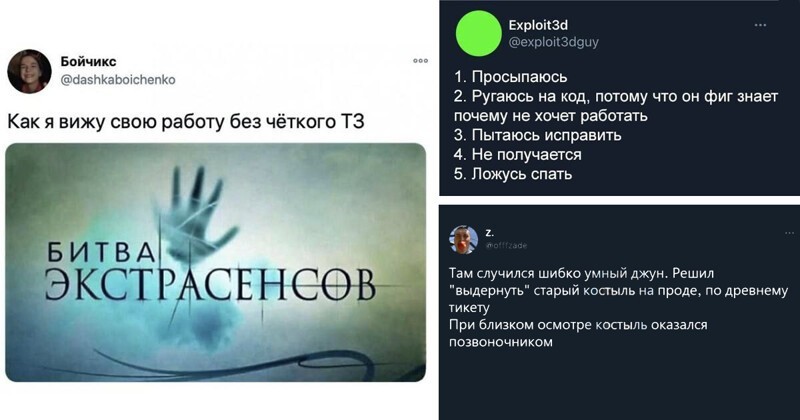 Бойчикс
@dashkaboichenko
Как я вижу свою работу без чёткого ТЗ
БИТВА
ЭКСТРАСЕНСОВ
Exploit3d
@exploit3dguy
1. Просыпаюсь
2. Ругаюсь на код, потому что он фиг знает
почему не хочет работать
3. Пытаюсь исправить
4. Не получается
5. Ложусь спать
z.
@offfzade
Там случился шибко умный джун. Решил
"выдернуть" старый костыль на проде, по древнему
тикету
При близком осмотре костыль оказался
позвоночником